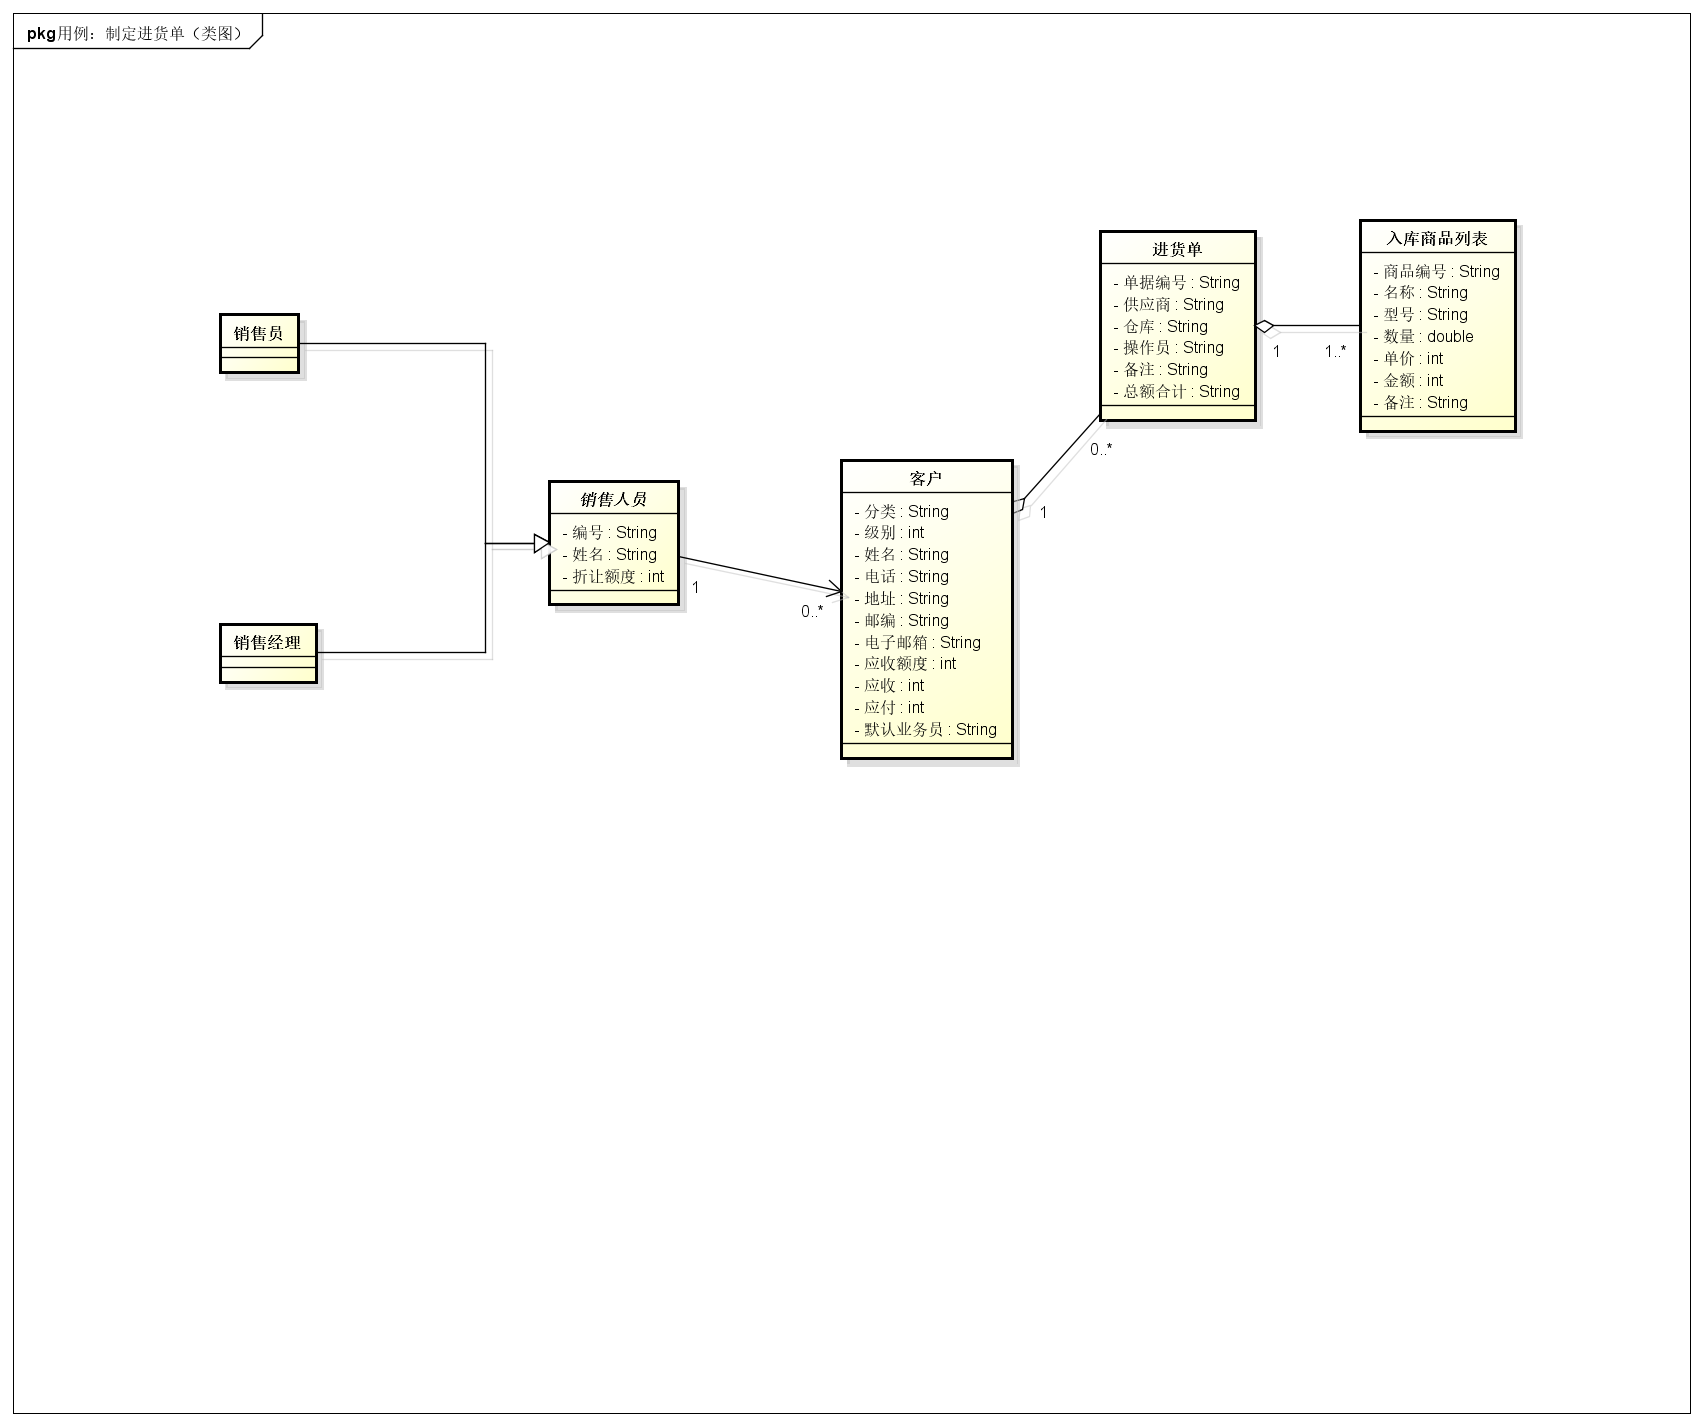 pkg用例：制定进货单（类图）
销售员
销售经理
销售人员
- 编号 : String
- 姓名 : String
- 折让额度 : int
1
0..*
客户
- 分类 : String
- 级别 : int
- 姓名 : String
- 电话 : String
- 地址 : String
- 邮编 : String
- 电子邮箱 : String
- 应收额度 : int
- 应收 : int
- 应付 : int
- 默认业务员 : String
1
0..*
进货单
- 单据编号 : String
- 供应商 : String
- 仓库 : String
- 操作员 : String
- 备注 : String
- 总额合计 : String
1
1..*
入库商品列表
- 商品编号 : String
- 名称 : String
- 型号 : String
- 数量 : double
- 单价 : int
- 金额 : int
- 备注 : String